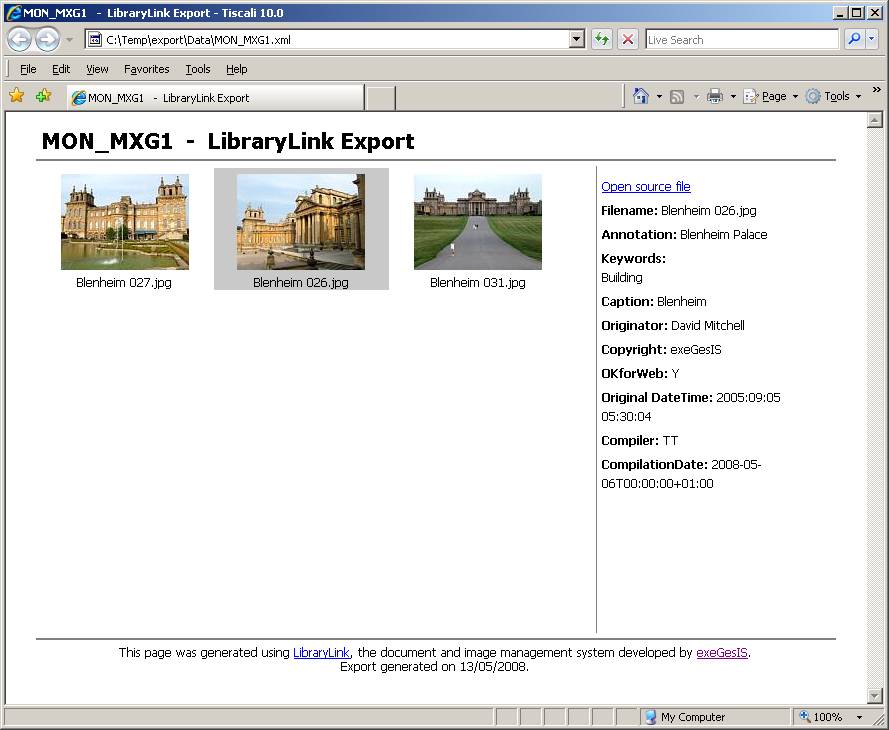 MON_MXG1 - LibraryLink Export - Tiscali 10.0
C:\Temp\export\Data\MON_MXG1.xml
Live Search
File Edit View Favorites Tools Help
MON_MXG1 - LibraryLink Export
Page Tools
MON_MXG1 - LibraryLink Export
Blenheim 027.jpg
Blenheim 026.jpg
Blenheim 031.jpg
Open source file
Filename: Blenheim 026.jpg
Annotation: Blenheim Palace
Keywords:
Building
Caption: Blenheim
Originator: David Mitchell
Copyright: exeGesIS
OKforWeb: Y
Original DateTime: 2005:09:05
05:30:04
Compiler: TT
CompilationDate: 2008-05-
06T00:00:00+01:00
This page was generated using LibraryLink, the document and image management system developed by exeGesIS.
Export generated on 13/05/2008.
My Computer
100%